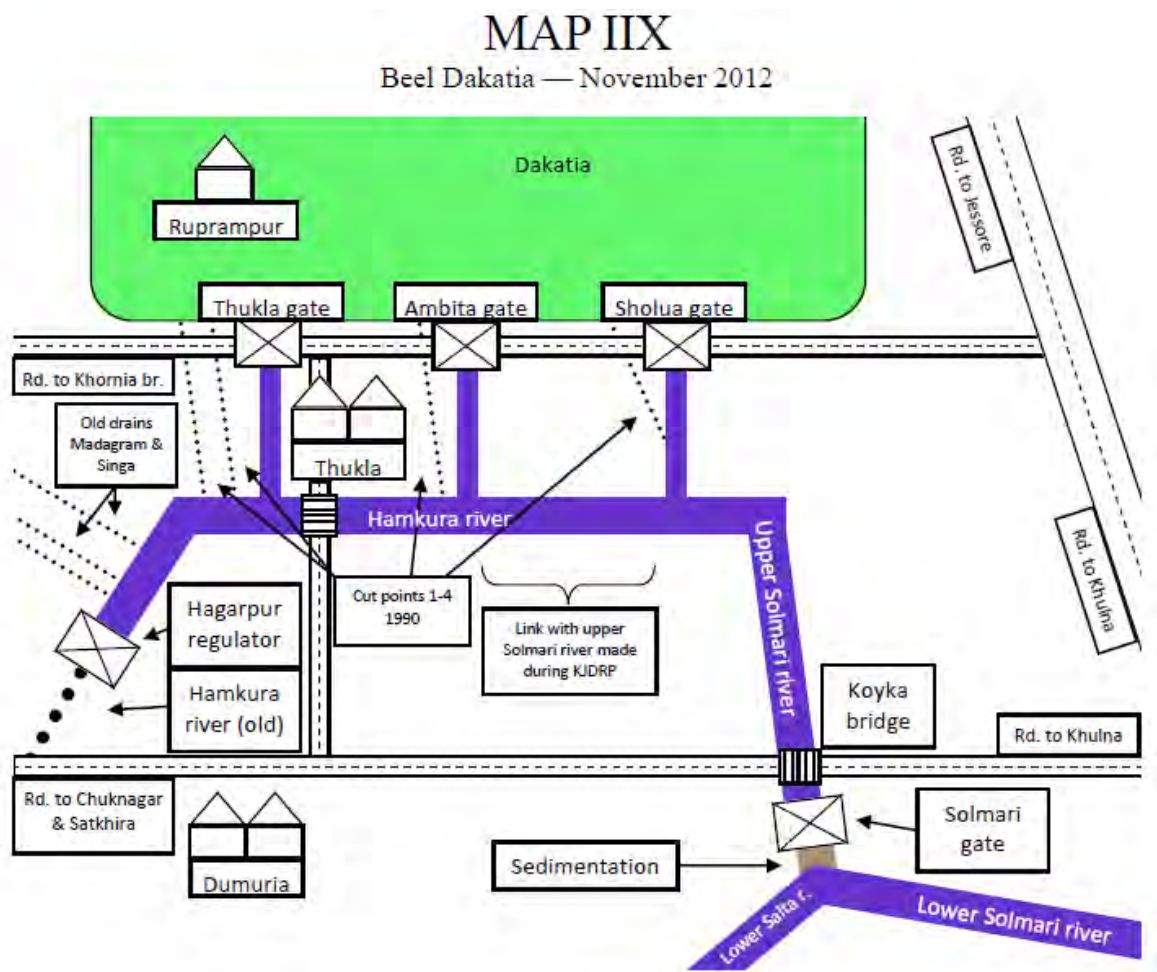 MAP IIX
Beel Dakatia — November 2012
Dakatia
Rd. to Jessore
Ruprampur
Thukla gate
Ambita gate
Sholua gate
Rd. to Khornia br.
Old drains
Madagram &
Singa
Thukla
Hamkura river
Upper Solmari river
Rd. to Khulna
Cut points 1-4
1990
Link with upper
Solmari river made
during KJDRP
Hagarpur
regulator
Hamkura
river (old)
Koyka
bridge
Rd. to Khulna
Rd. to Chuknagar
& Satkhira
Dumuria
Solmari
gate
Sedimentation
Lower Salta r.
Lower Solmari river